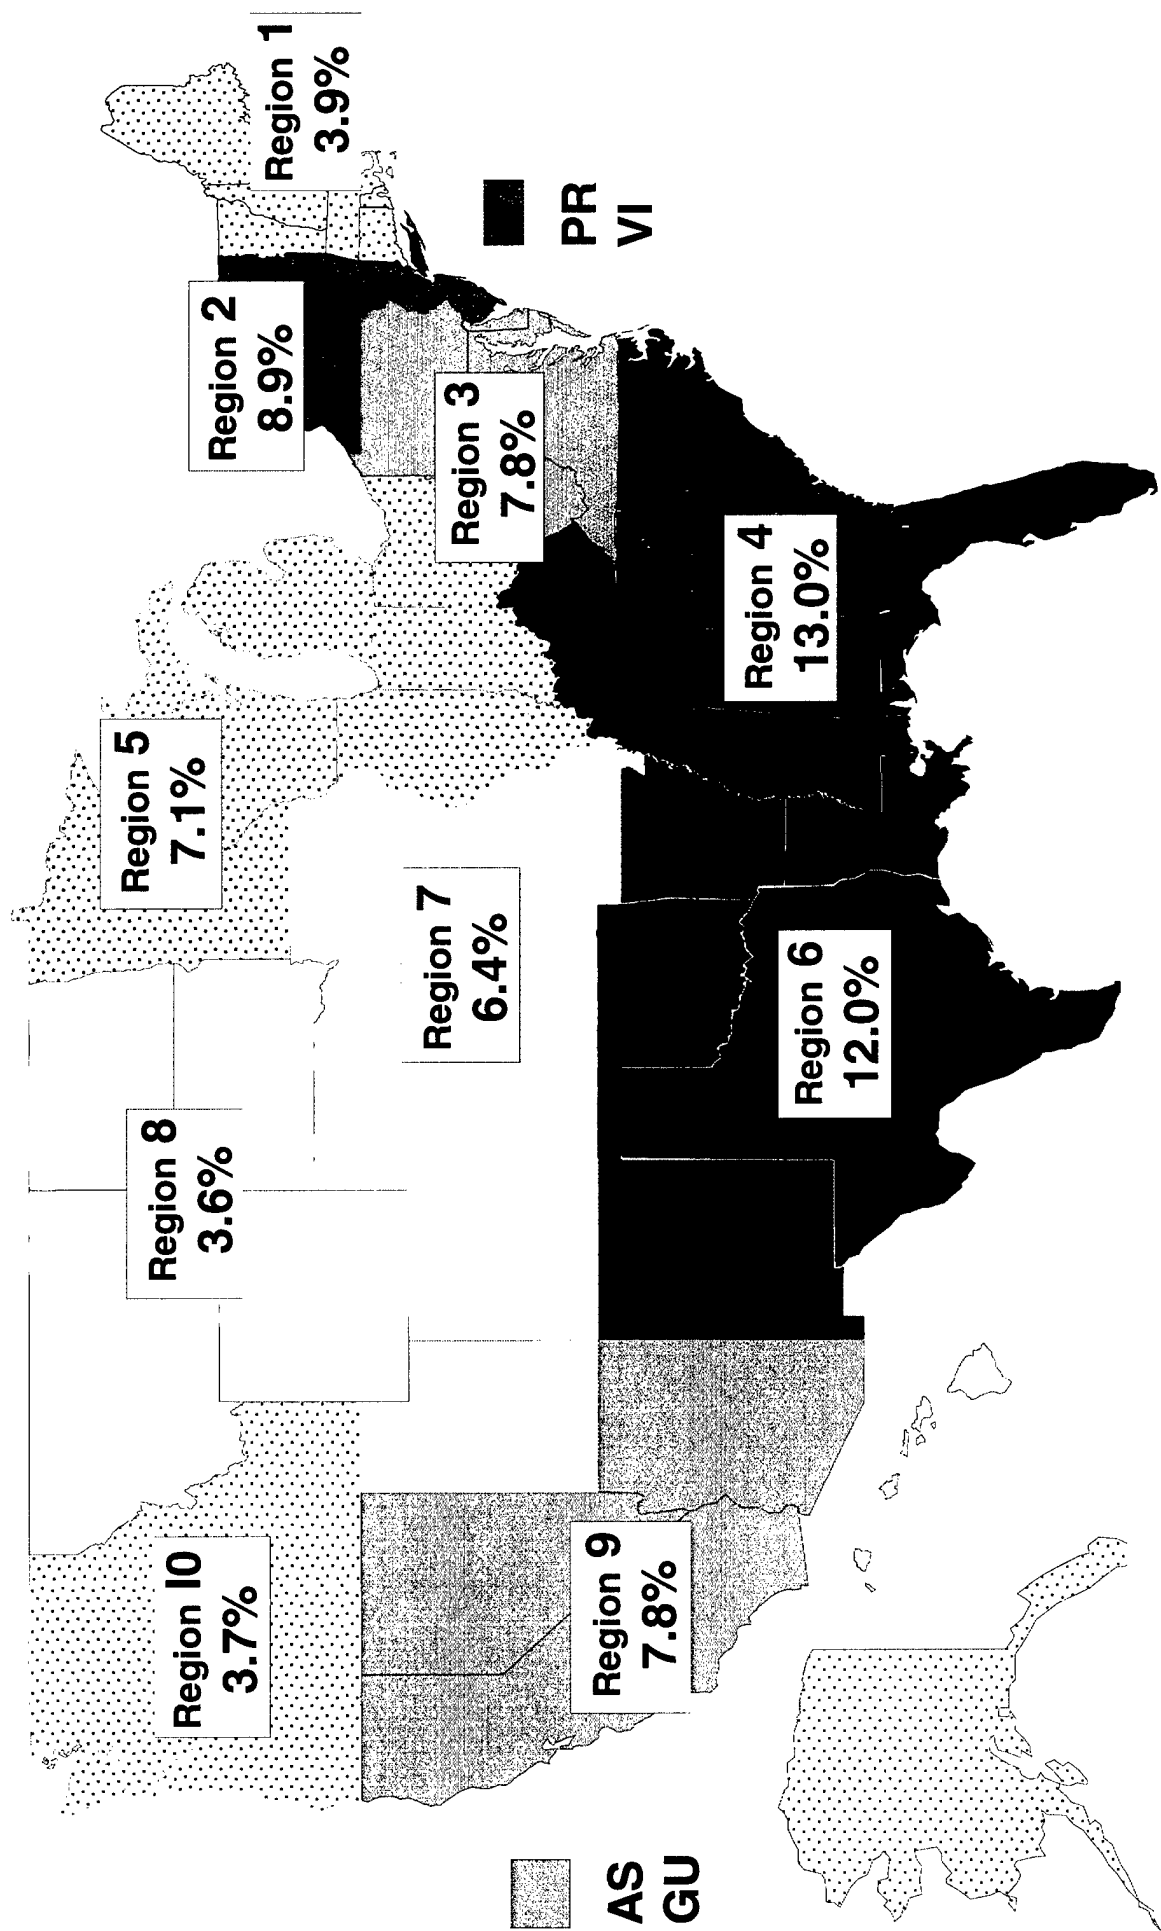 Region 1
3.9%
Region 2
8.9%
PR
VI
Region 3
7.8%
Region 4
13.0%
Region 5
7.1%
Region 7
6.4%
Region 6
12.0%
Region 8
3.6%
Region 10
3.7%
Region 9
7.8%
AS
GU